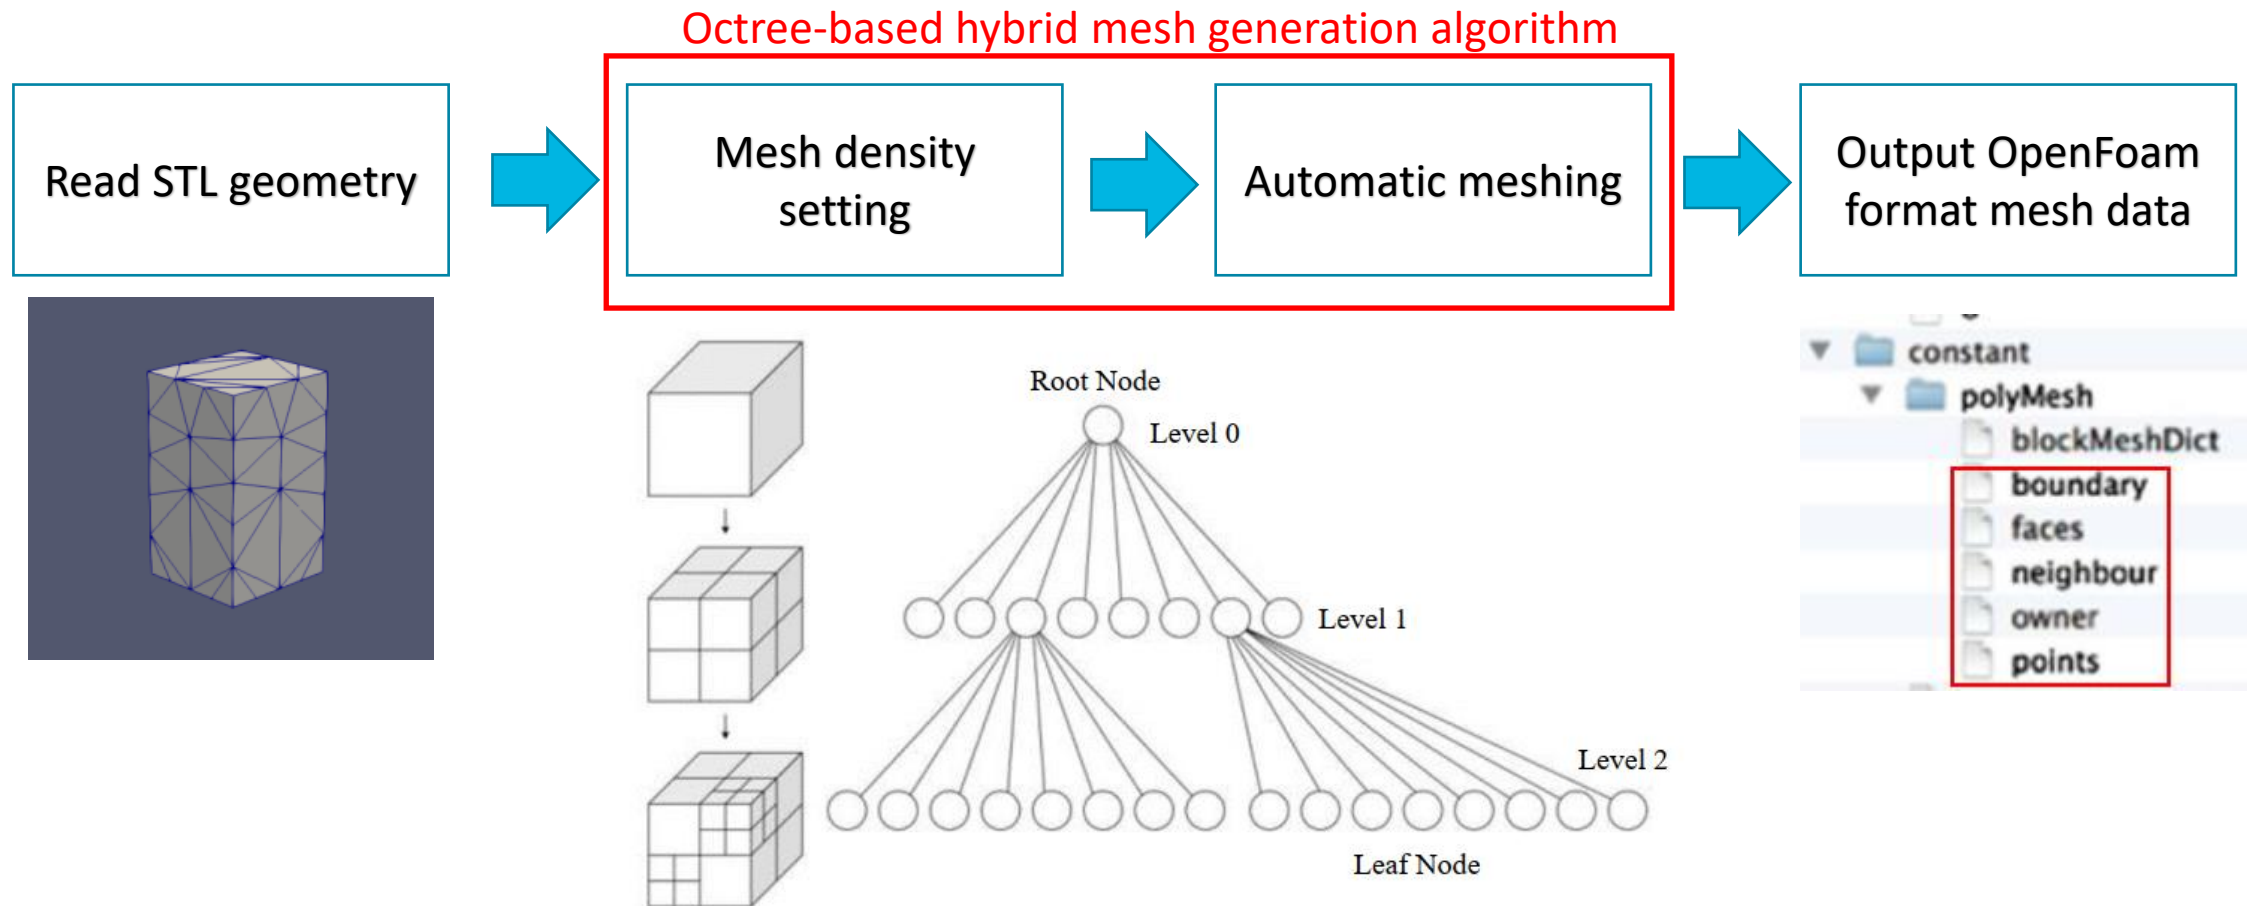 Octree-based hybrid mesh generation algorithm
Read STL geometry
Mesh density
setting
Automatic meshing
Output OpenFoam
format mesh data
Root Node
Level 0
Level 1
Level 2
Leaf Node
constant
polyMesh
blockMeshDict
boundary
faces
neighbour
owner
points